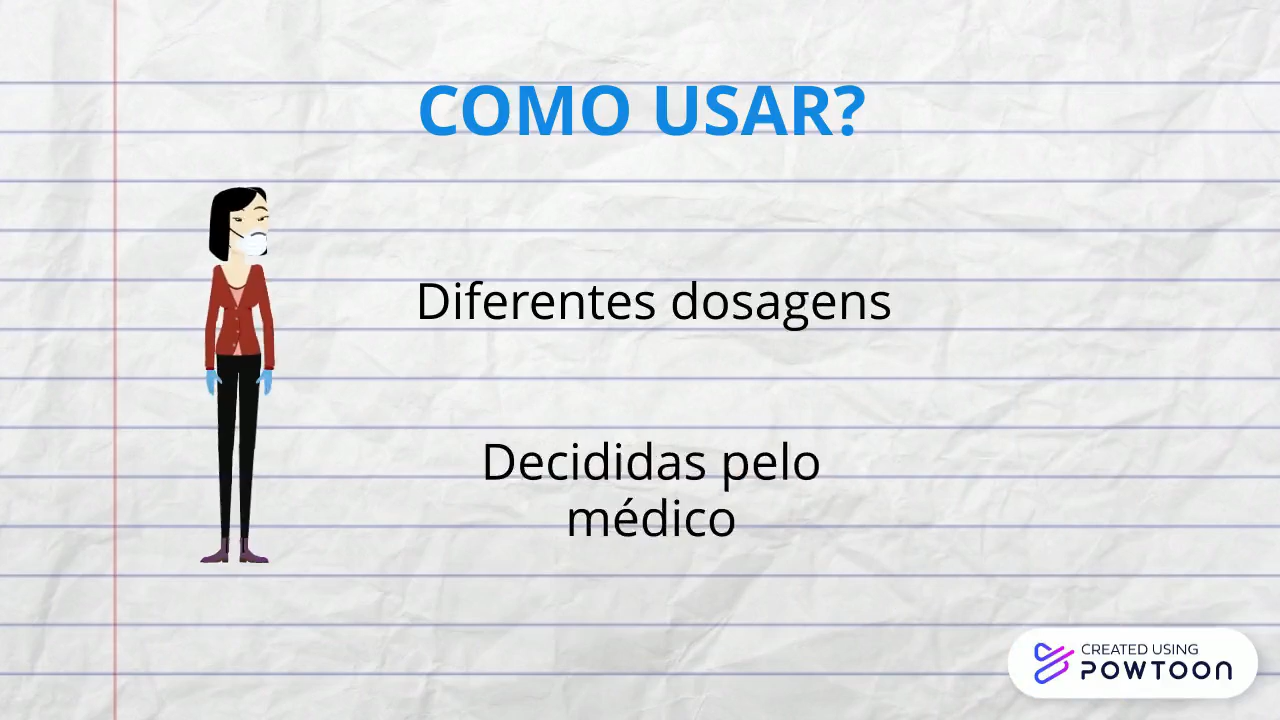 COMO USAR?
Diferentes dosagens
Decididas pelo
médico
CREATED USING
POWTOON